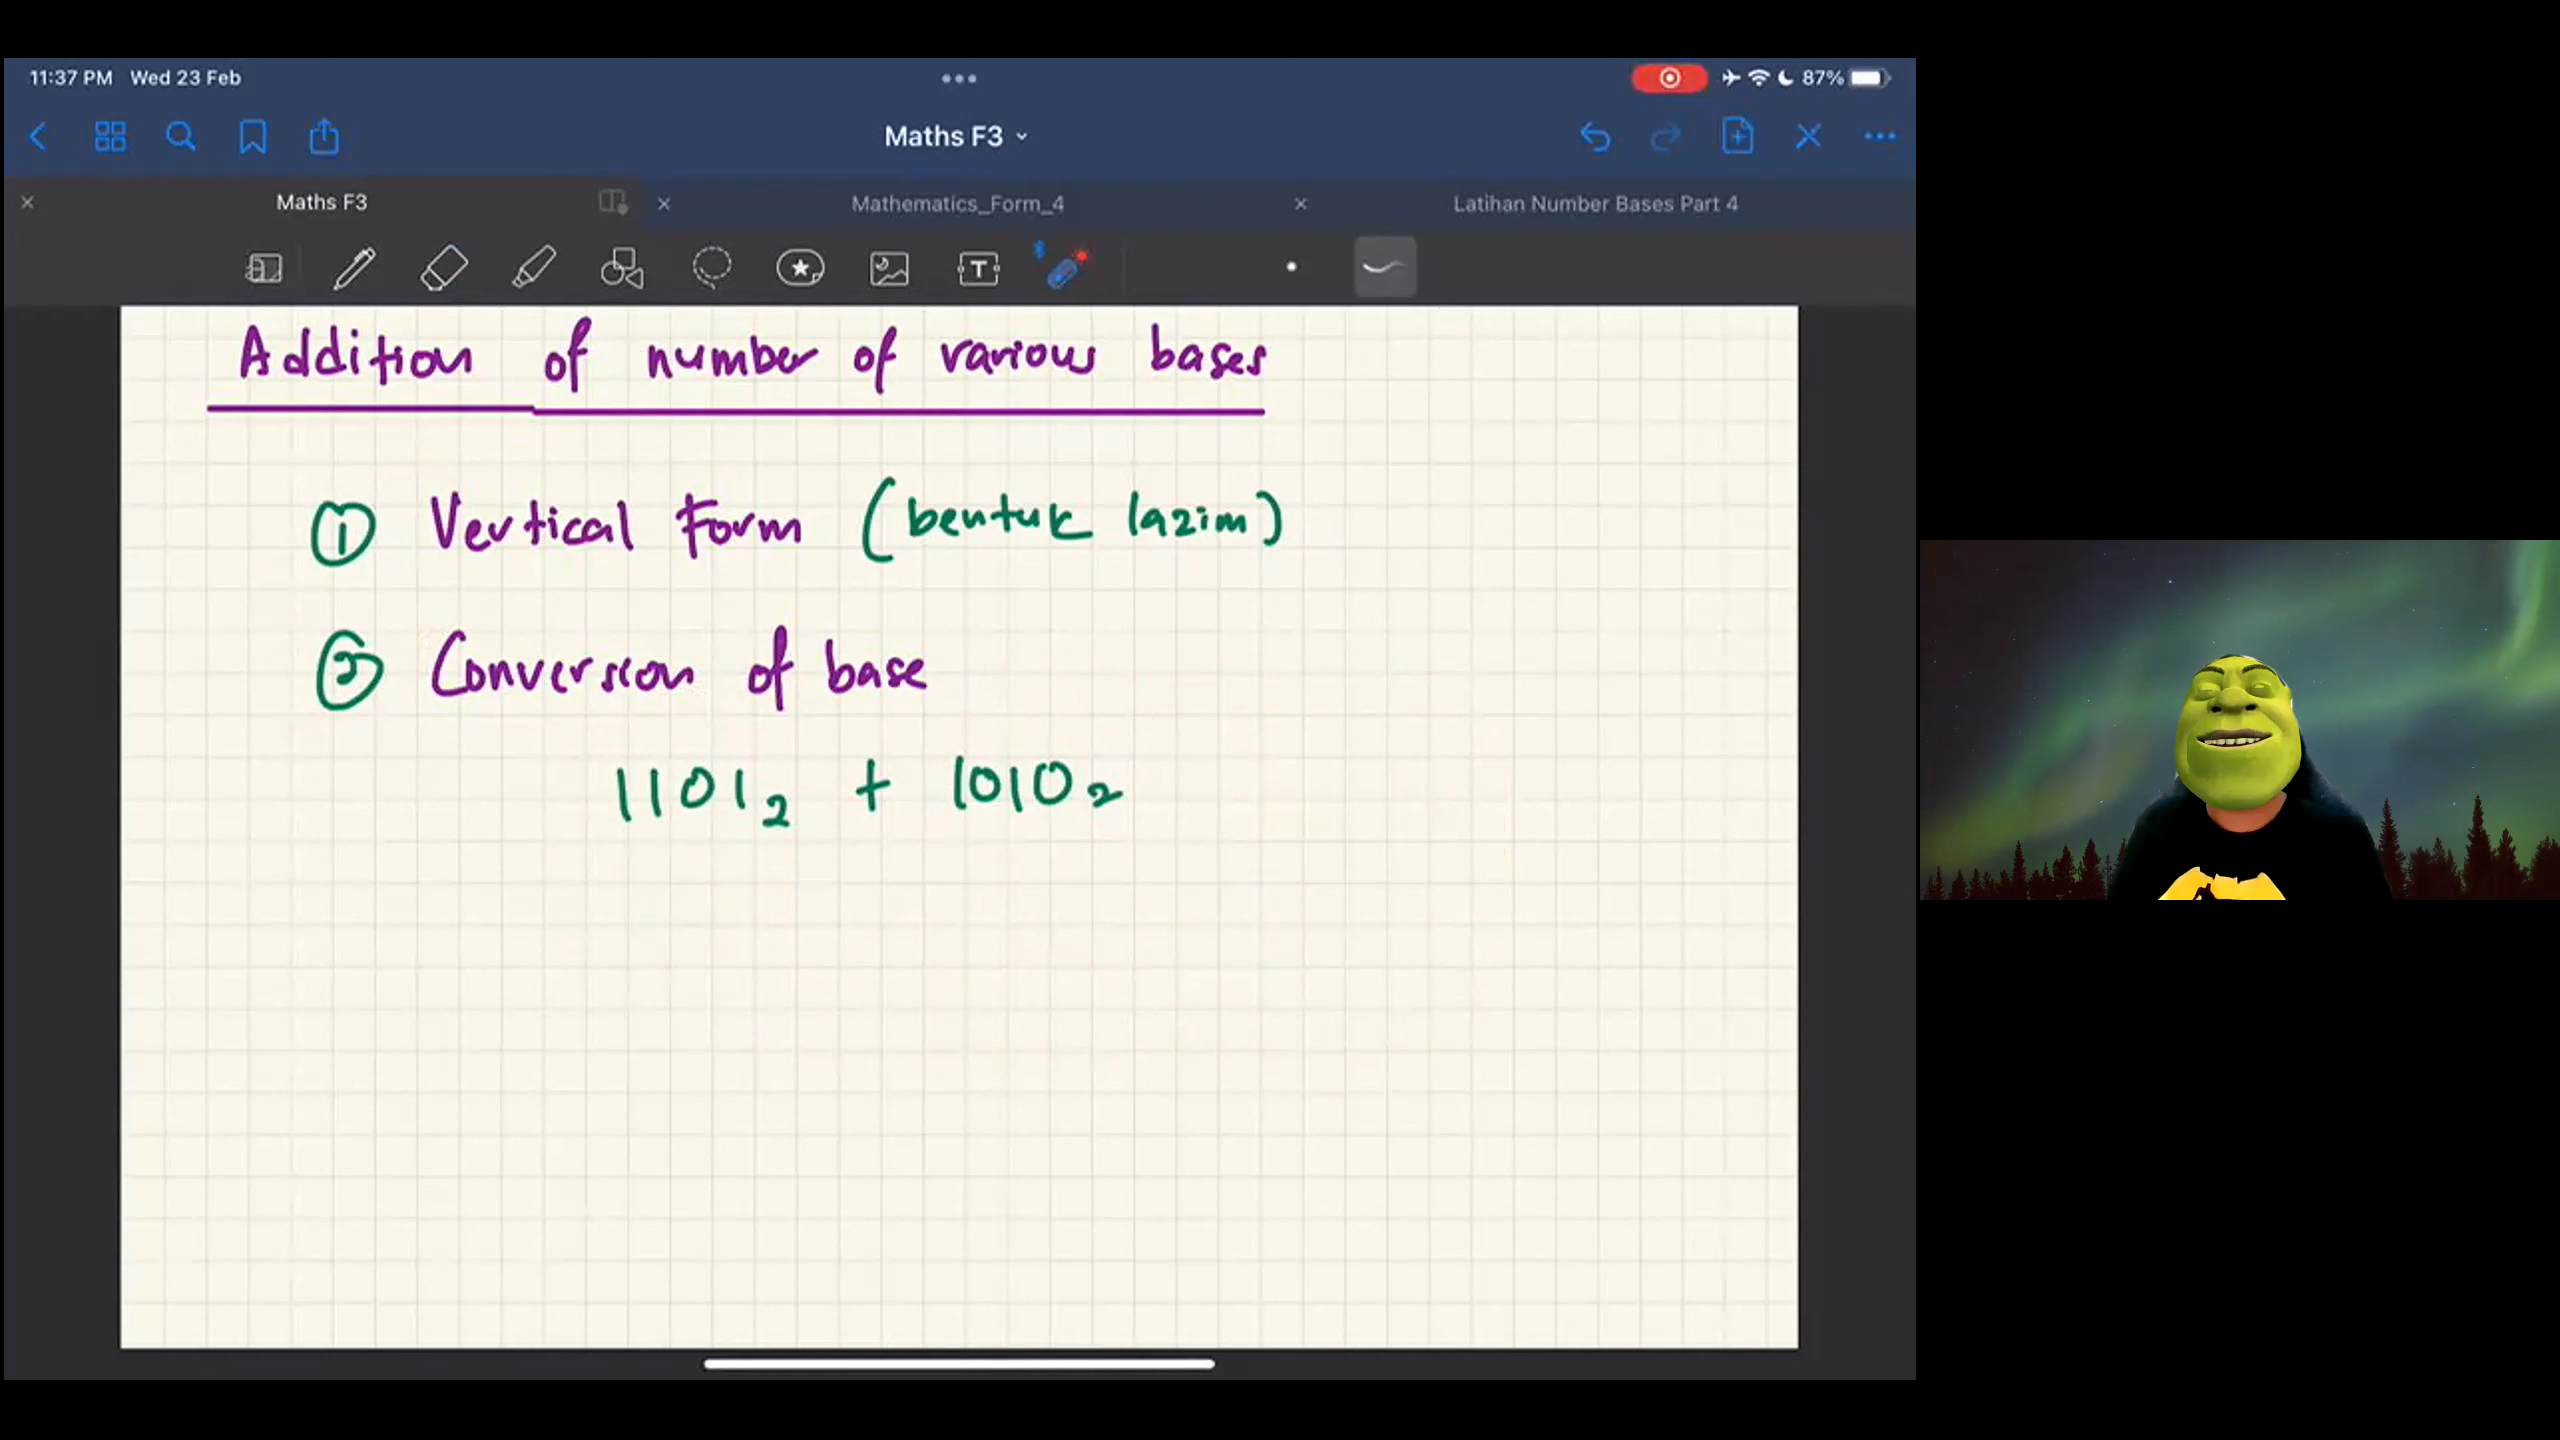 11:37 PM Wed 23 Feb
87%
Maths F3
Maths F3
Mathematics_Form_4
Latihan Number Bases Part 4
T
Addition of number of various bases
① Vertical Form (bentuk lazim)
② Conversion of base
1101₂ + 1010₂